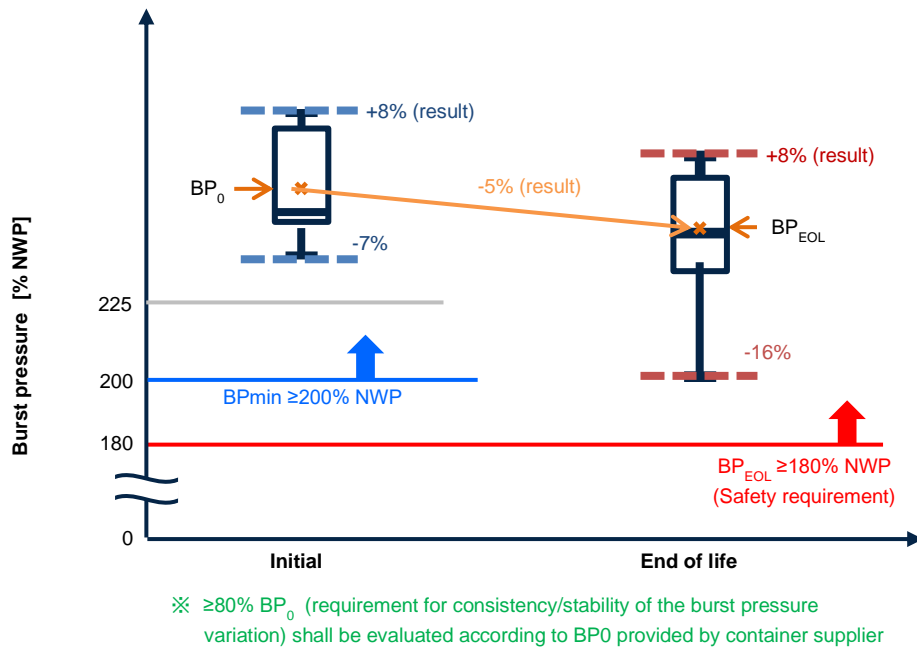 +8% (result)
BP0
-5% (result)
+8% (result)
-7%
BPEOL
Burst pressure [% NWP]
225
-16%
200
BPmin ≥200% NWP
180
BPEOL ≥180% NWP
(Safety requirement)
0
Initial
End of life
※ ≥80% BP0 (requirement for consistency/stability of the burst pressure
variation) shall be evaluated according to BP0 provided by container supplier